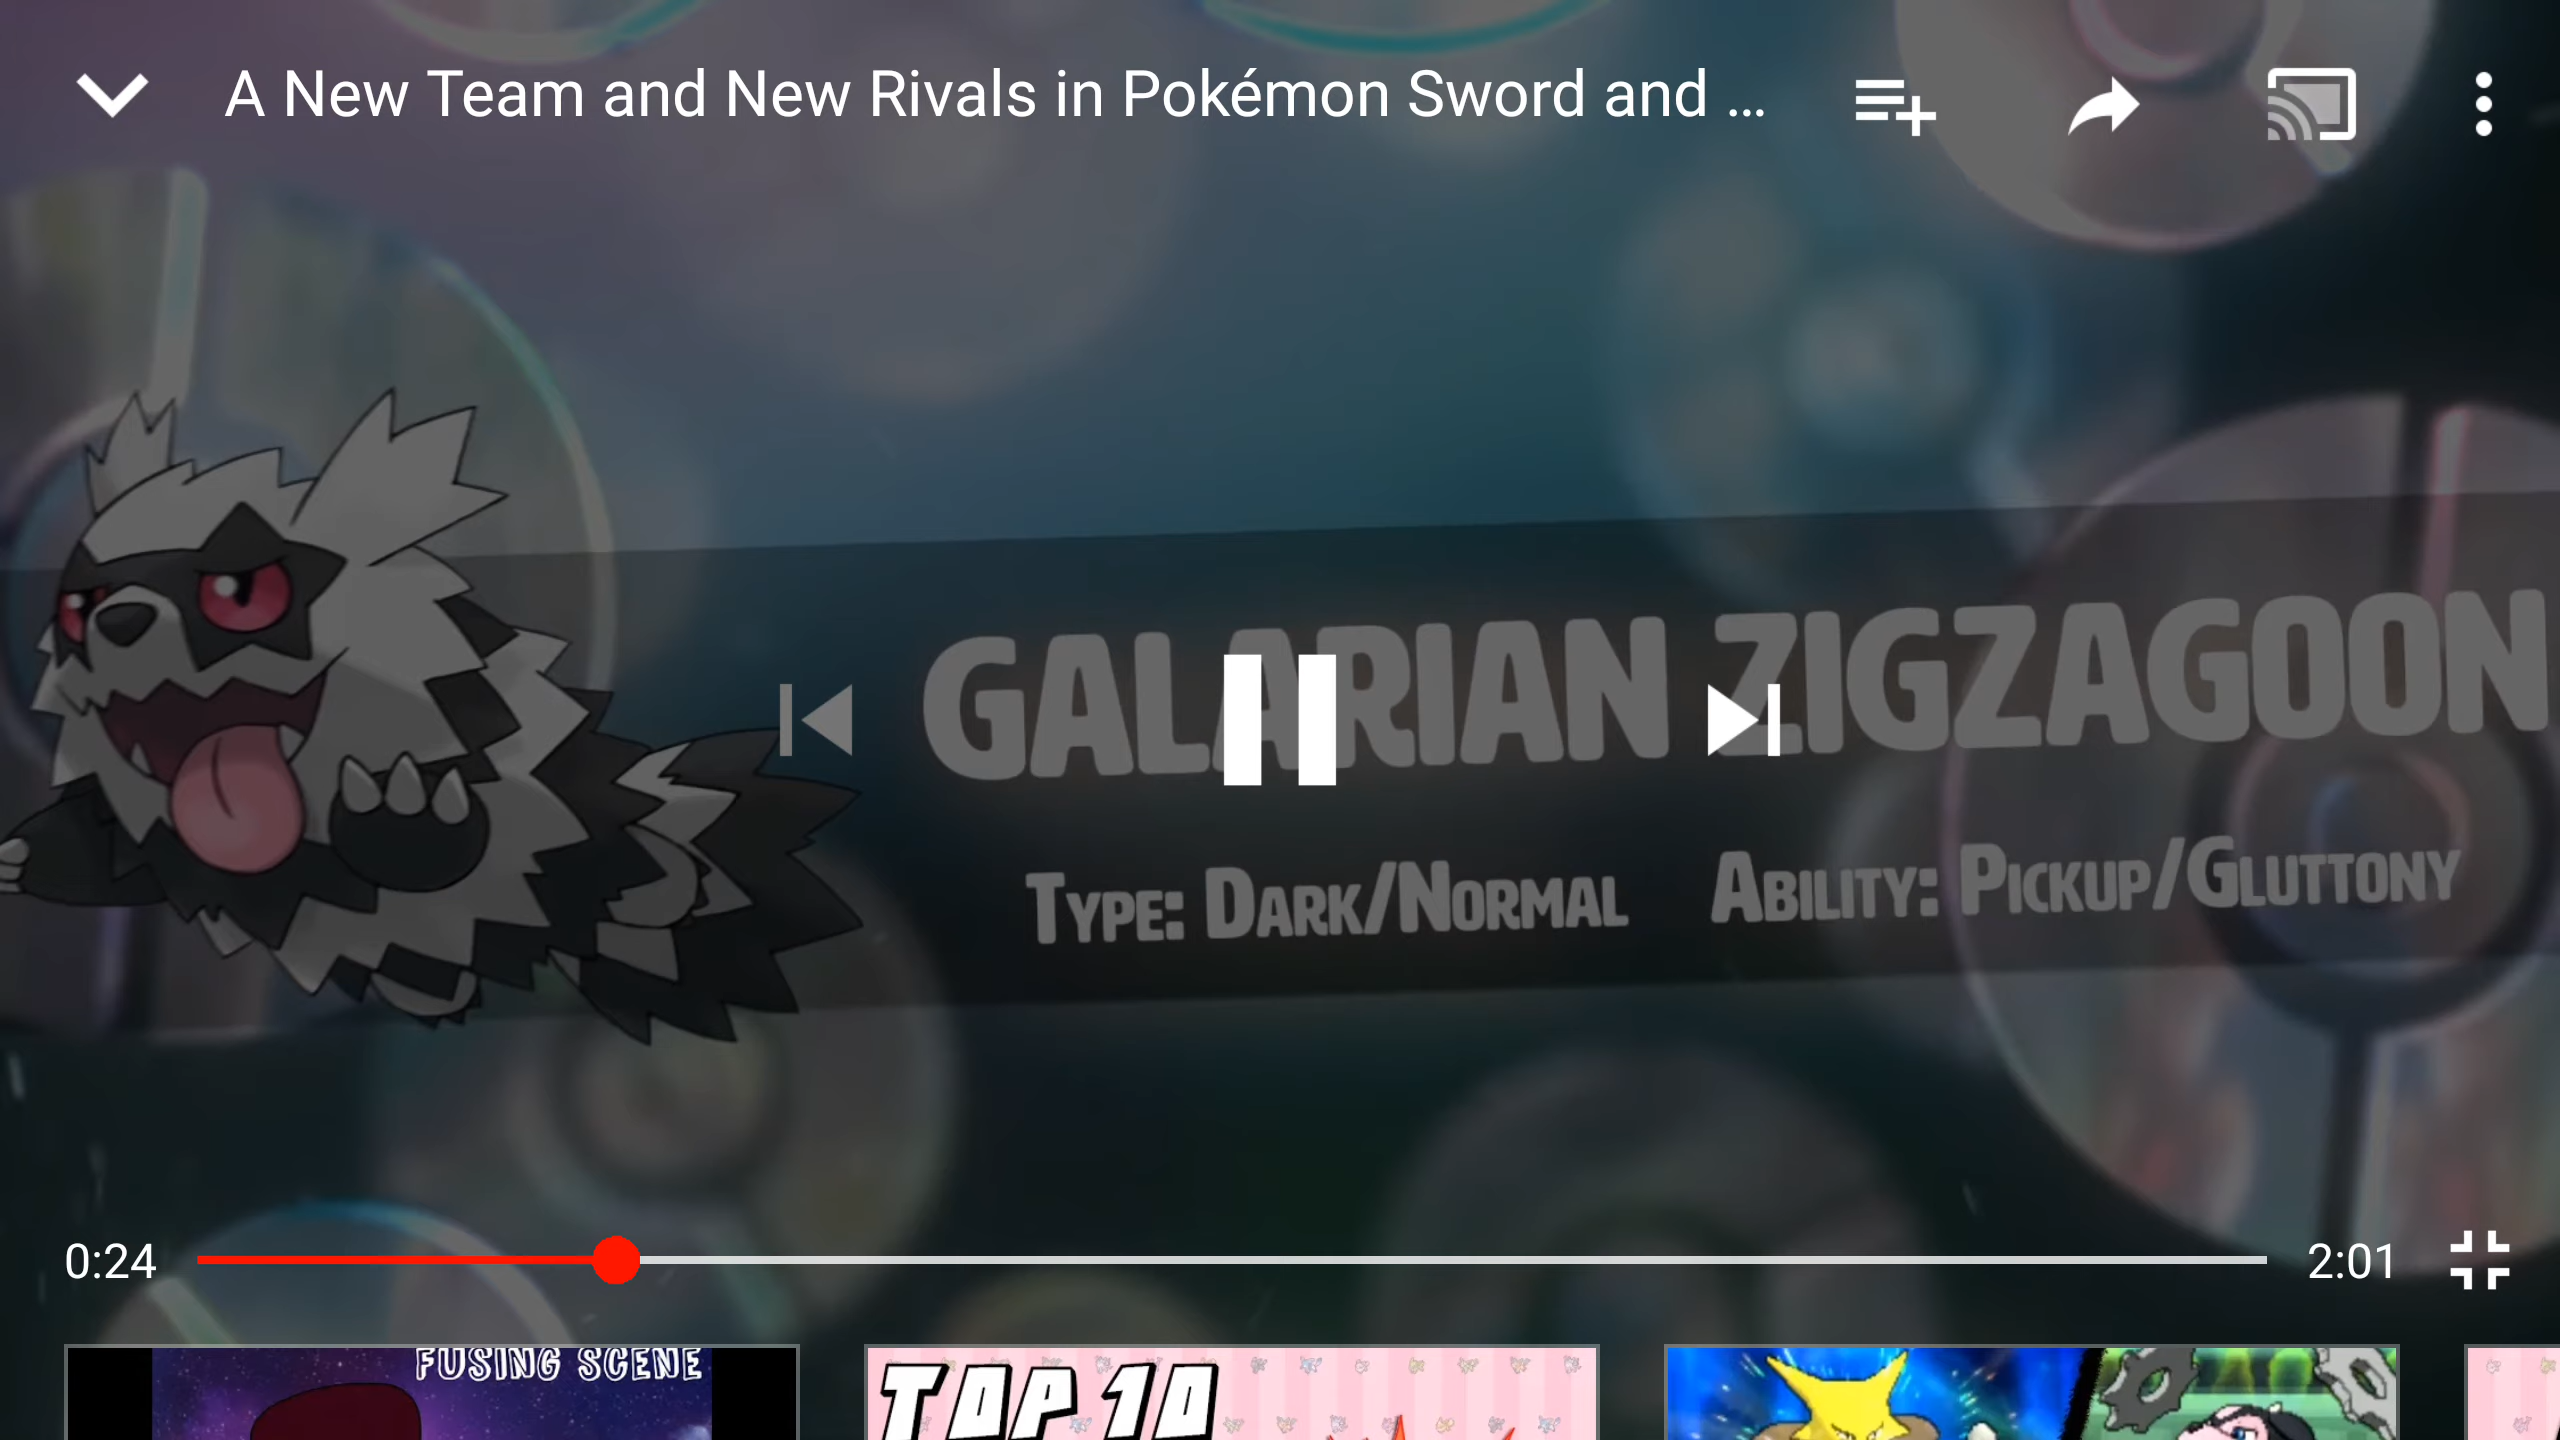 A New Team and New Rivals in Pokémon Sword and ...
GALARIAN ZIGZAGOON
TYPE: DARK/NORMAL ABILITY: PICKUP/GLUTTONY
0:24 2:01
FUSING SCENE
TOP 10